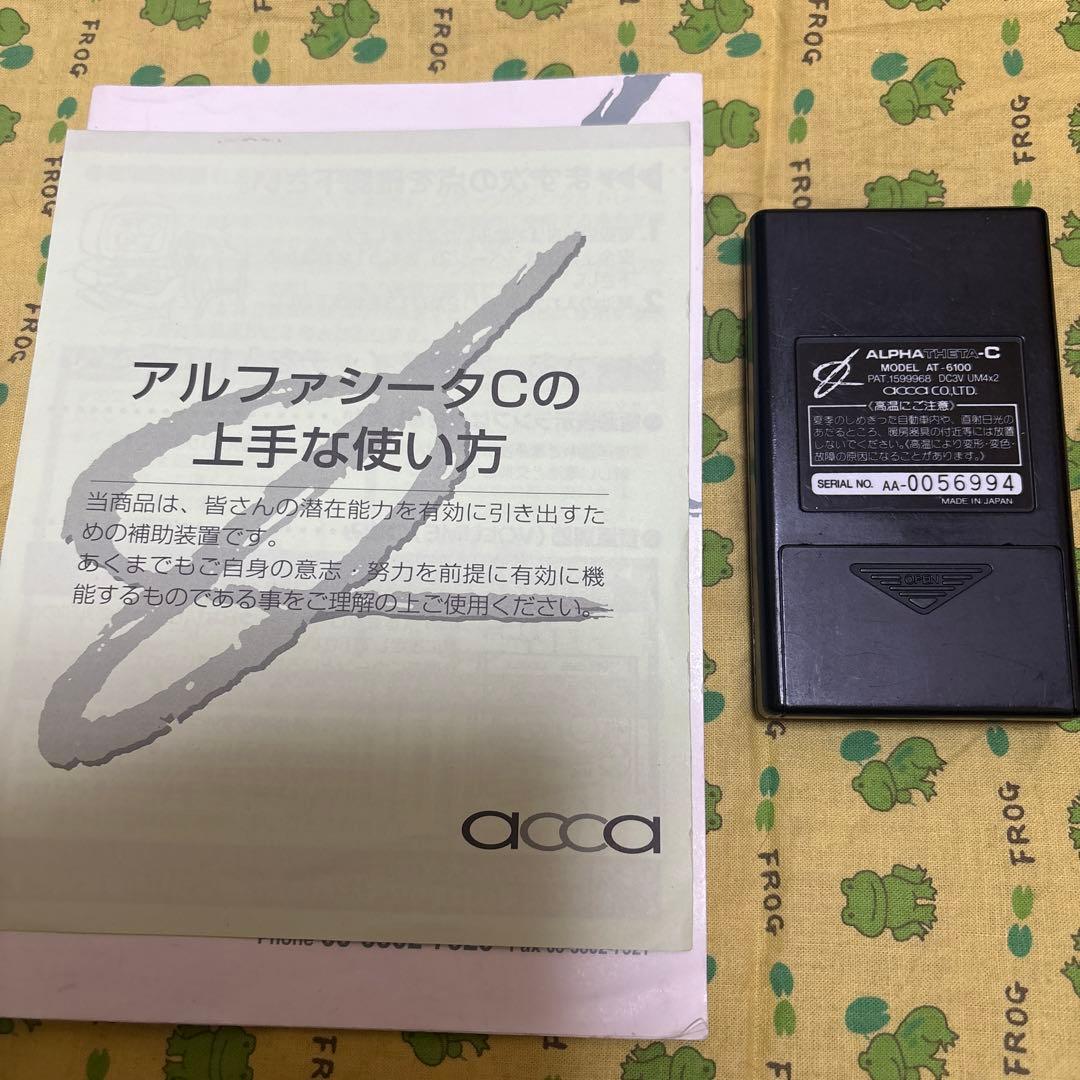 アルファシータCの
上手な使い方
当商品は、皆さんの潜在能力を有効に引き出すた
めの補助装置です。
あくまでもご自身の意志・努力を前提に有効に機
能するものである事をご理解の上ご使用ください。
acca
ALPHATHETA-C
MODEL AT-6100
PAT.1599968 DC3V UM4x2
acca CO.,LTD.
《高温にご注意》
夏季のしめきった自動車内や、直射日光の
あたるところ、暖房器具の付近等には放置
しないでください。《高温により変形・変色・
故障の原因になることがあります。》
SERIAL NO. AA-0056994
MADE IN JAPAN
OPEN
FROG
FROG
FROG
FROG
FROG
FROG
FROG
FROG
FROG
FROG